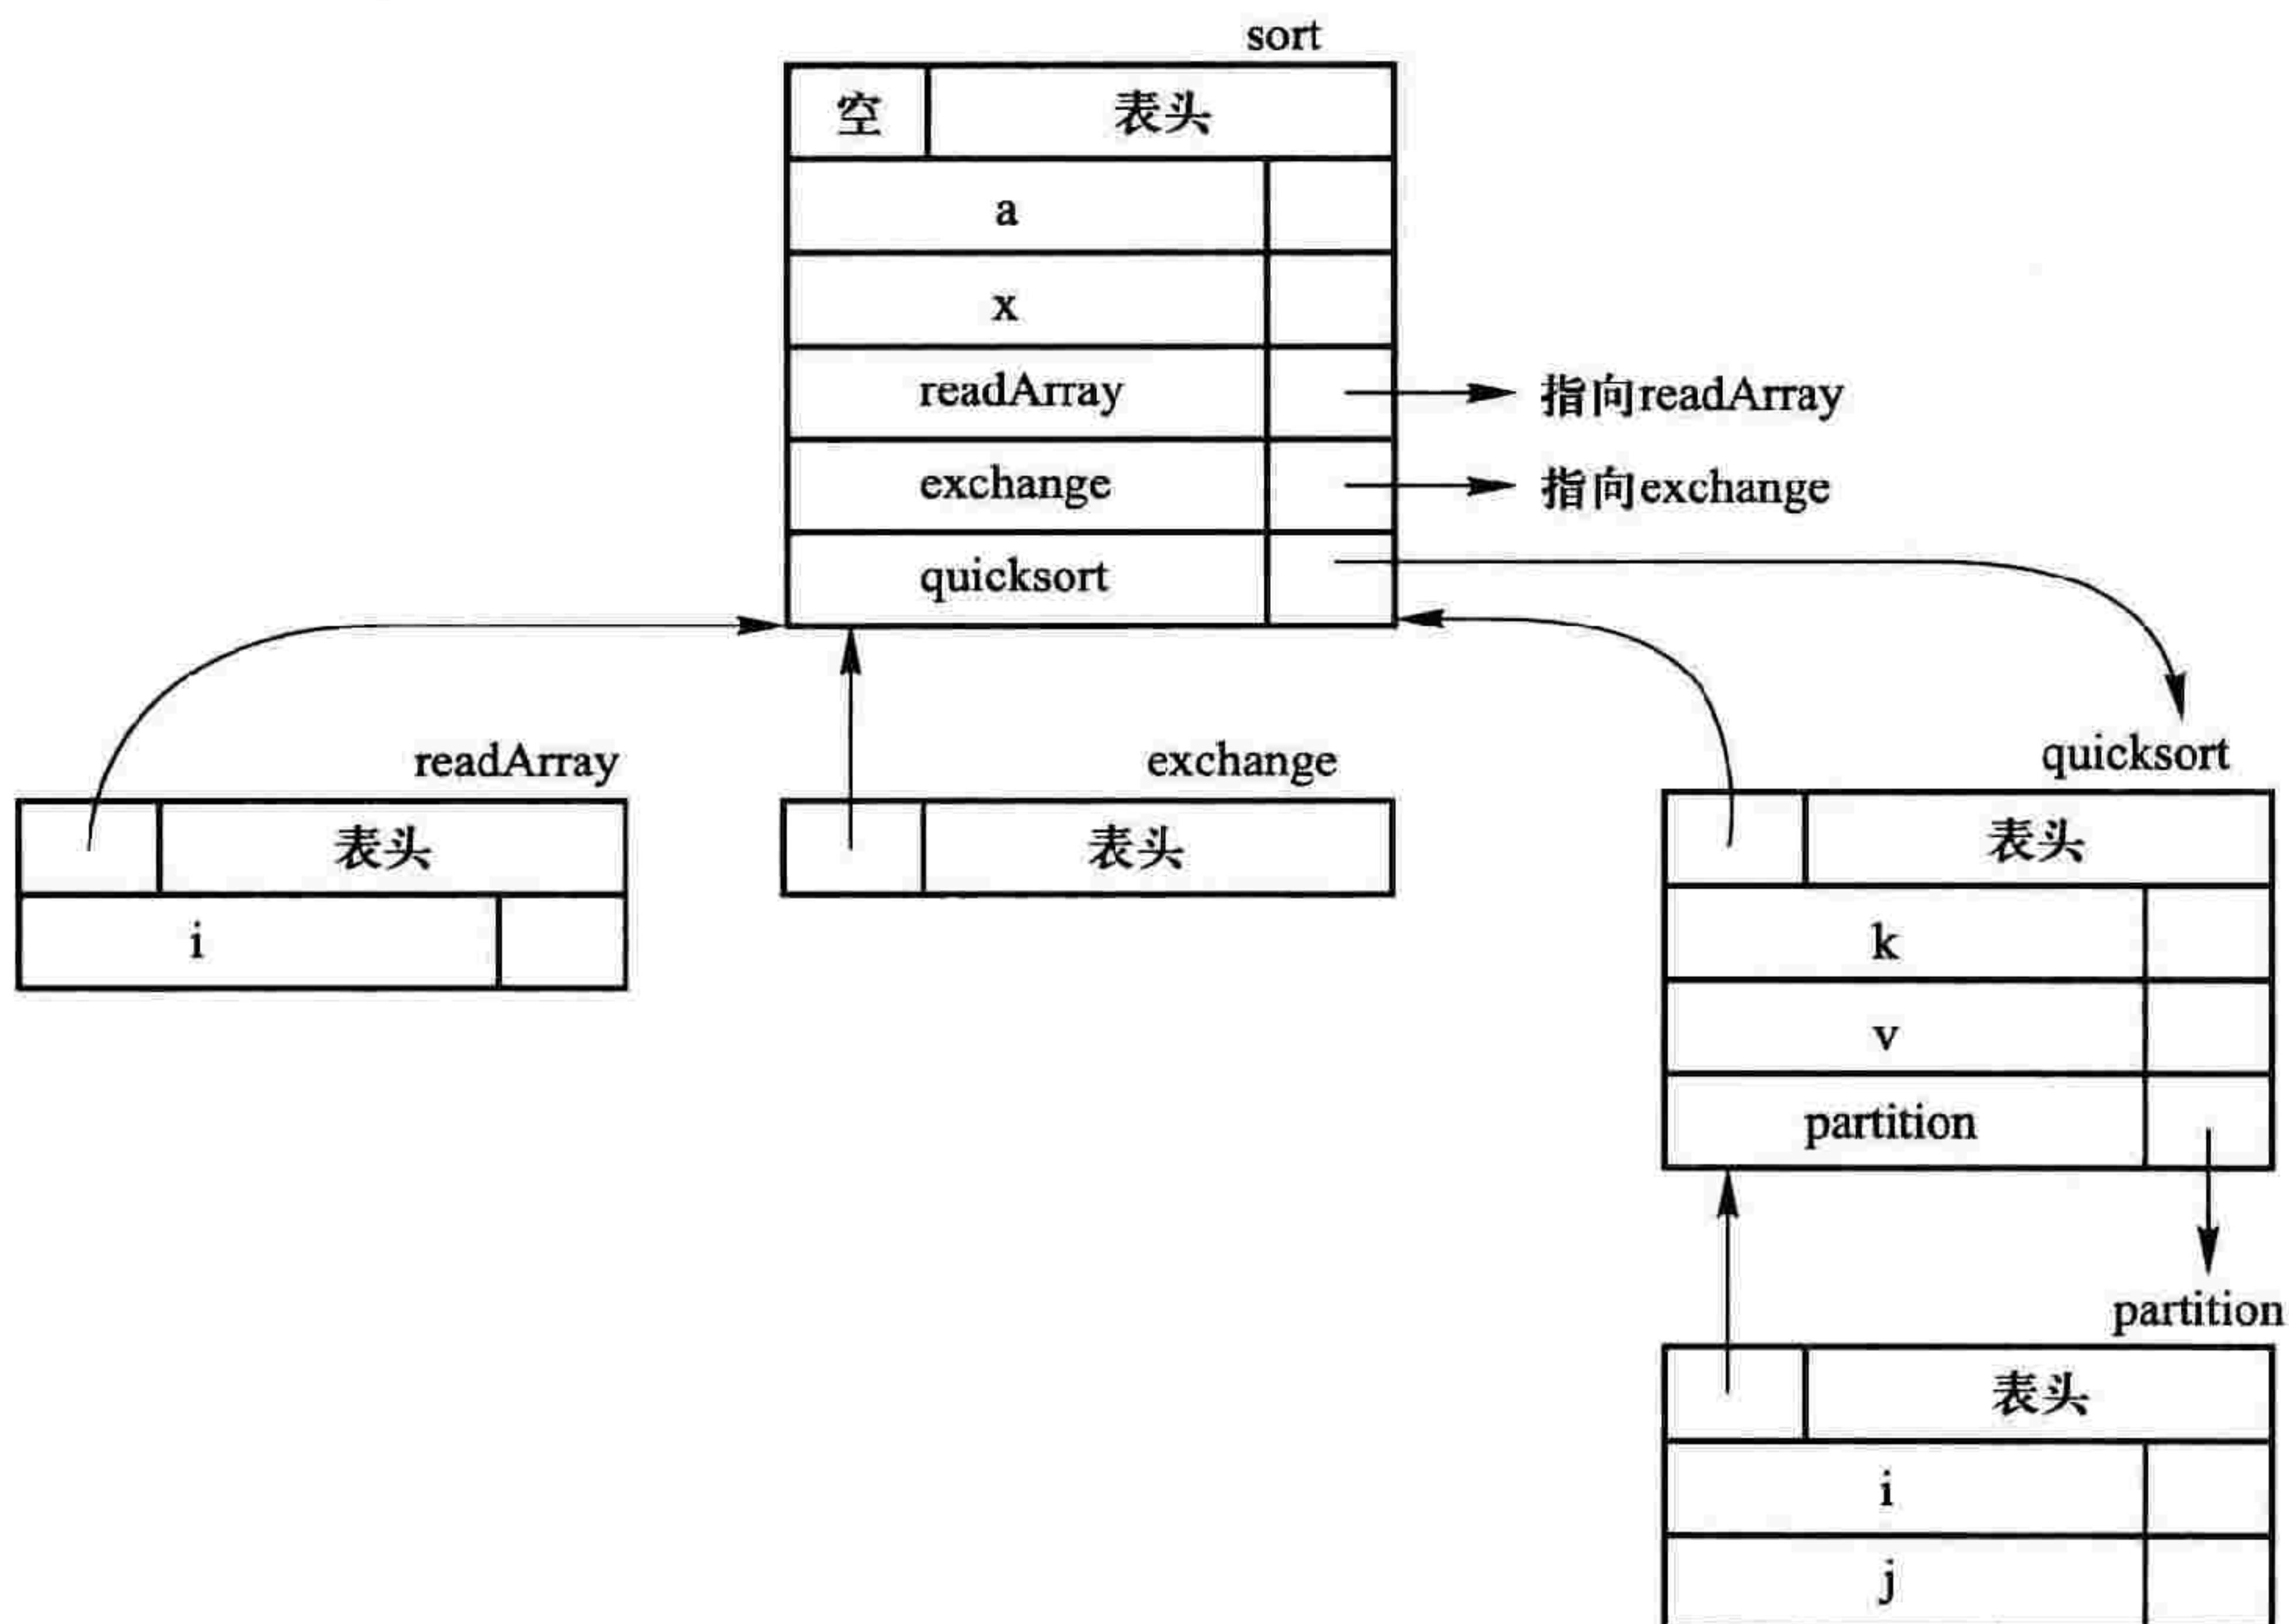 sort
空 表头
a
x
readArray 指向readArray
exchange 指向exchange
quicksort
readArray exchange quicksort
表头 表头 表头
i k
v
partition
partition
表头
i
j